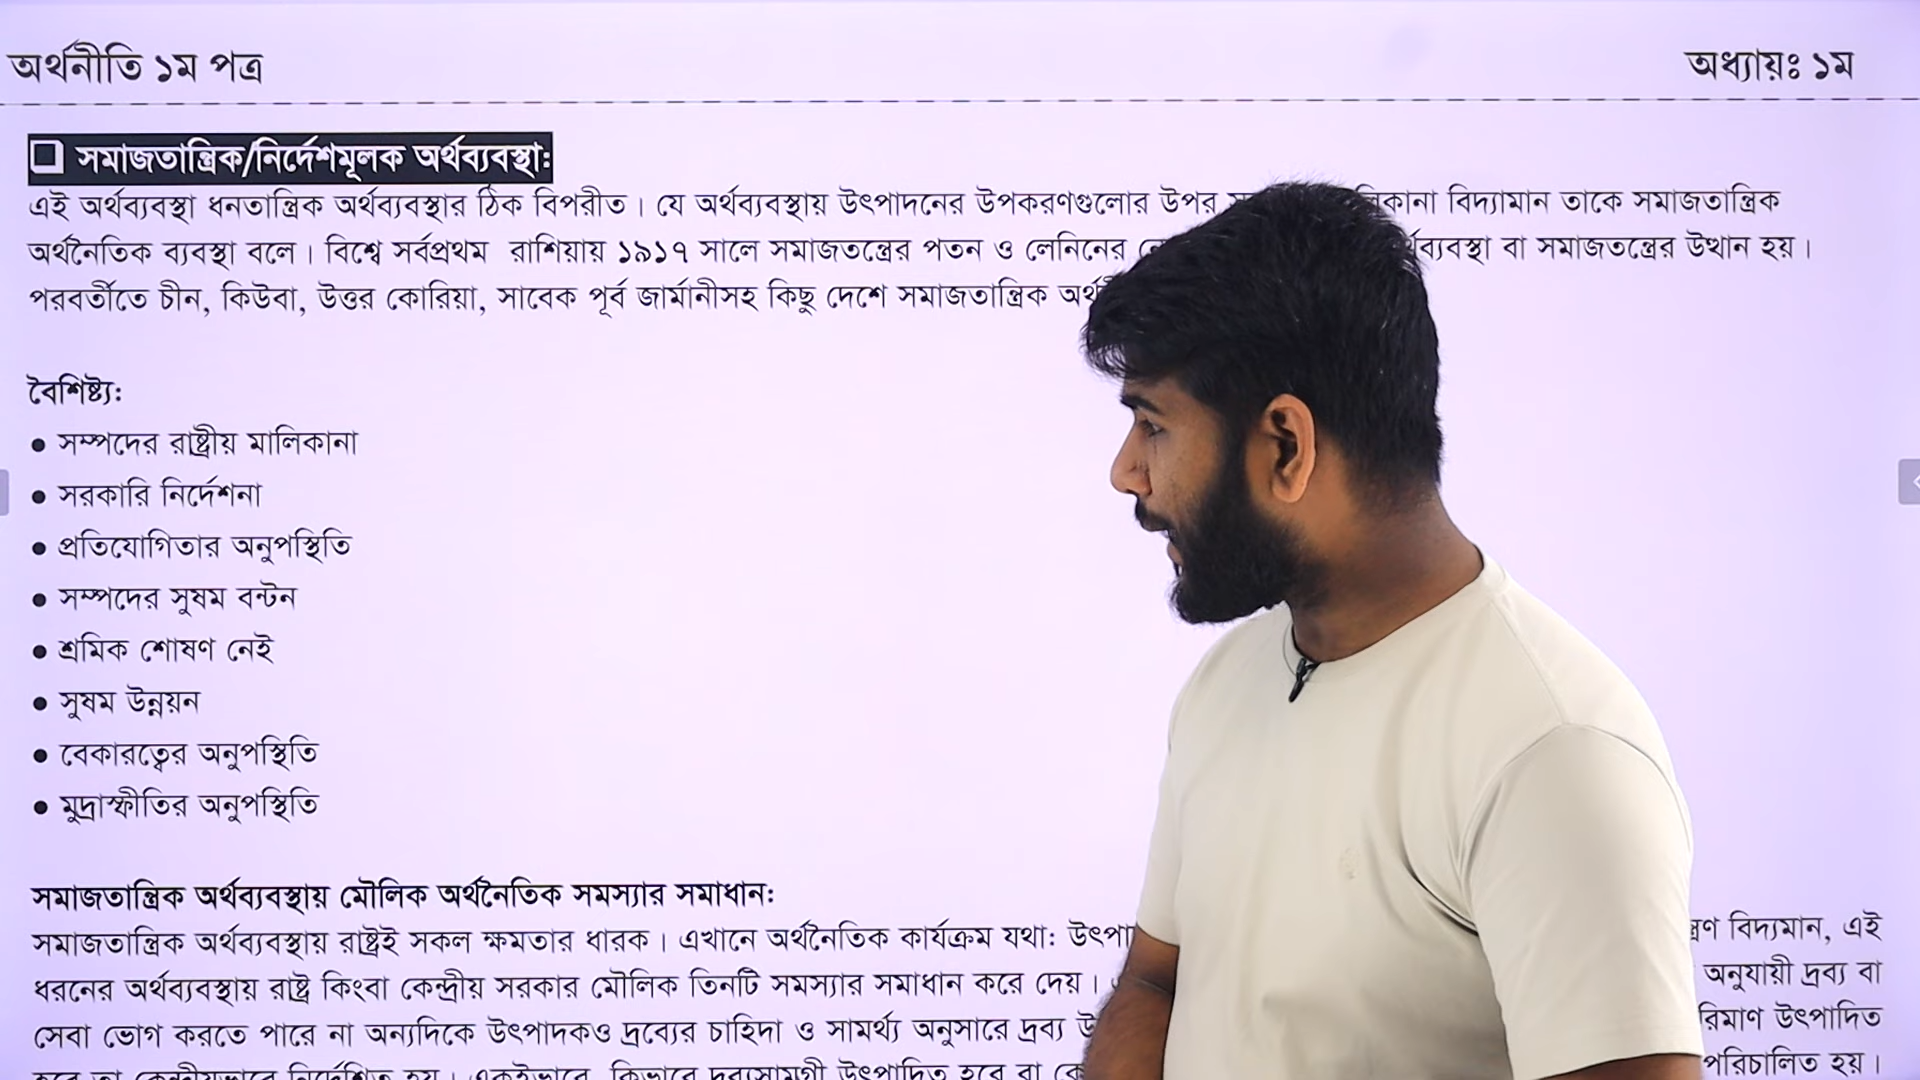 অর্থনীতি ১ম পত্র
অধ্যায়ঃ ১ম
❑ সমাজতান্ত্রিক/নির্দেশমূলক অর্থব্যবস্থা:
এই অর্থব্যবস্থা ধনতান্ত্রিক অর্থব্যবস্থার ঠিক বিপরীত। যে অর্থব্যবস্থায় উৎপাদনের উপকরণগুলোর উপর বিদ্যমান তাকে সমাজতান্ত্রিক
অর্থনৈতিক ব্যবস্থা বলে। বিশ্বে সর্বপ্রথম রাশিয়ায় ১৯১৭ সালে সমাজতন্ত্রের পতন ও লেনিনের বা সমাজতন্ত্রের উত্থান হয়।
পরবর্তীতে চীন, কিউবা, উত্তর কোরিয়া, সাবেক পূর্ব জার্মানীসহ কিছু দেশে সমাজতান্ত্রিক
বৈশিষ্ট্য:
• সম্পদের রাষ্ট্রীয় মালিকানা
• সরকারি নির্দেশনা
• প্রতিযোগিতার অনুপস্থিতি
• সম্পদের সুষম বন্টন
• শ্রমিক শোষণ নেই
• সুষম উন্নয়ন
• বেকারত্বের অনুপস্থিতি
• মুদ্রাস্ফীতির অনুপস্থিতি
সমাজতান্ত্রিক অর্থব্যবস্থায় মৌলিক অর্থনৈতিক সমস্যার সমাধান:
সমাজতান্ত্রিক অর্থব্যবস্থায় রাষ্ট্রই সকল ক্ষমতার ধারক। এখানে অর্থনৈতিক কার্যক্রম যথা: বিদ্যমান, এই
ধরনের অর্থব্যবস্থায় রাষ্ট্র কিংবা কেন্দ্রীয় সরকার মৌলিক তিনটি সমস্যার সমাধান করে দেয়। অনুযায়ী দ্রব্য বা
সেবা ভোগ করতে পারে না অন্যদিকে উৎপাদকও দ্রব্যের চাহিদা ও সামর্থ্য অনুসারে দ্রব্য উৎপাদিত
পরিচালিত হয়।